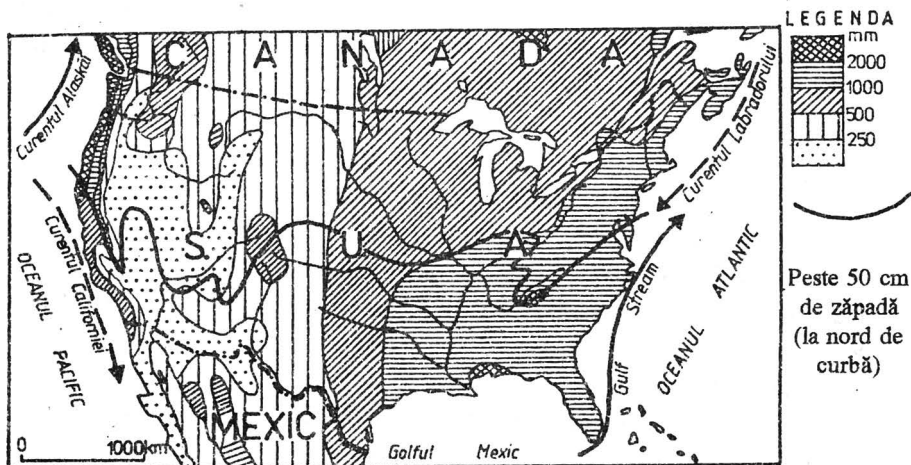 LEGENDA
mm
2000
1000
500
250
Peste 50 cm
de zăpadă
(la nord de
curbă)
C A N A D A
S. U. A.
MEXIC
Curentul Alaskăi
Curentul Californiei
OCEANUL
PACIFIC
Curentul Labradorului
Gulf Stream
OCEANUL ATLANTIC
Golful Mexic
0 1000km